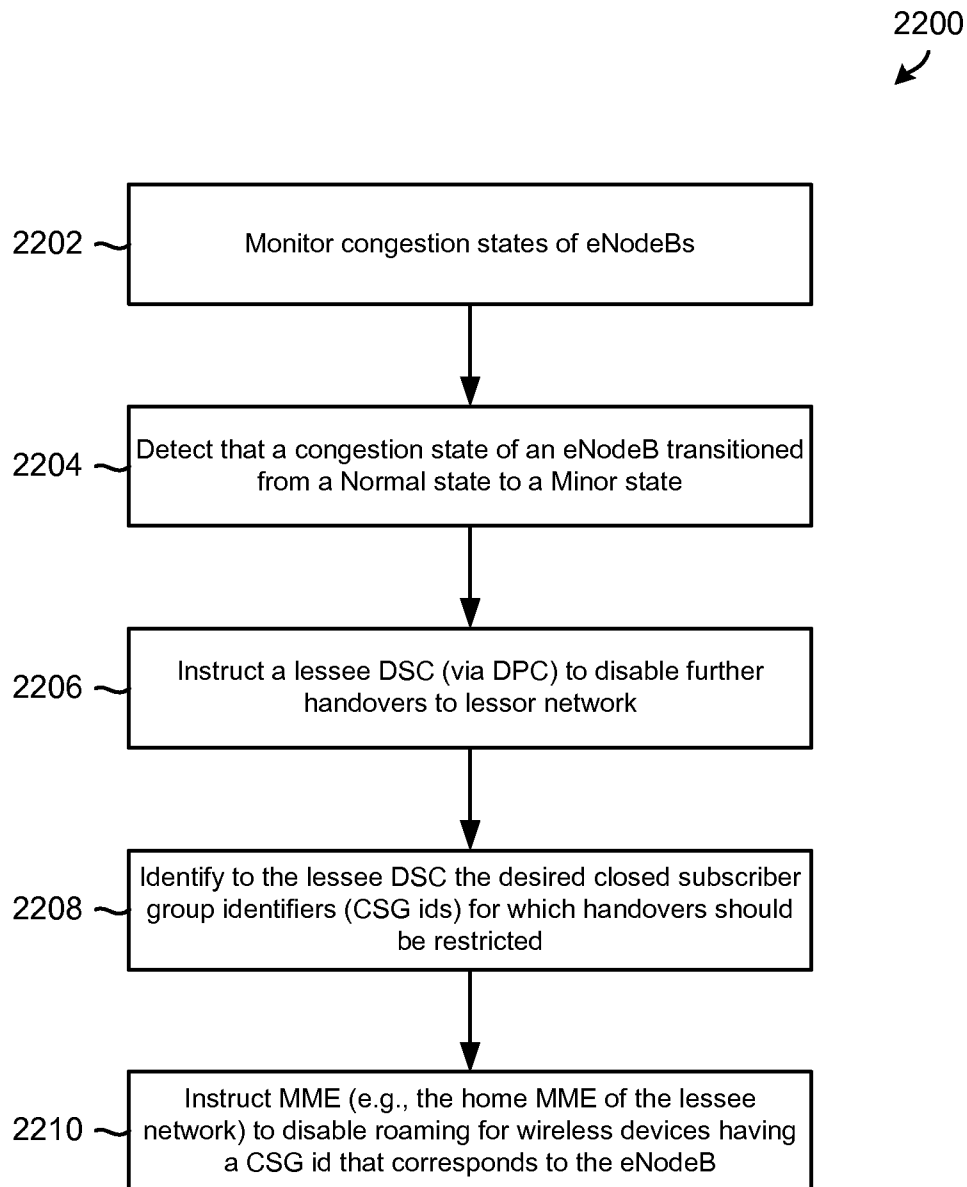 2200
2202
Monitor congestion states of eNodeBs
2204
Detect that a congestion state of an eNodeB transitioned
from a Normal state to a Minor state
2206
Instruct a lessee DSC (via DPC) to disable further
handovers to lessor network
2208
Identify to the lessee DSC the desired closed subscriber
group identifiers (CSG ids) for which handovers should
be restricted
2210
Instruct MME (e.g., the home MME of the lessee
network) to disable roaming for wireless devices having
a CSG id that corresponds to the eNodeB